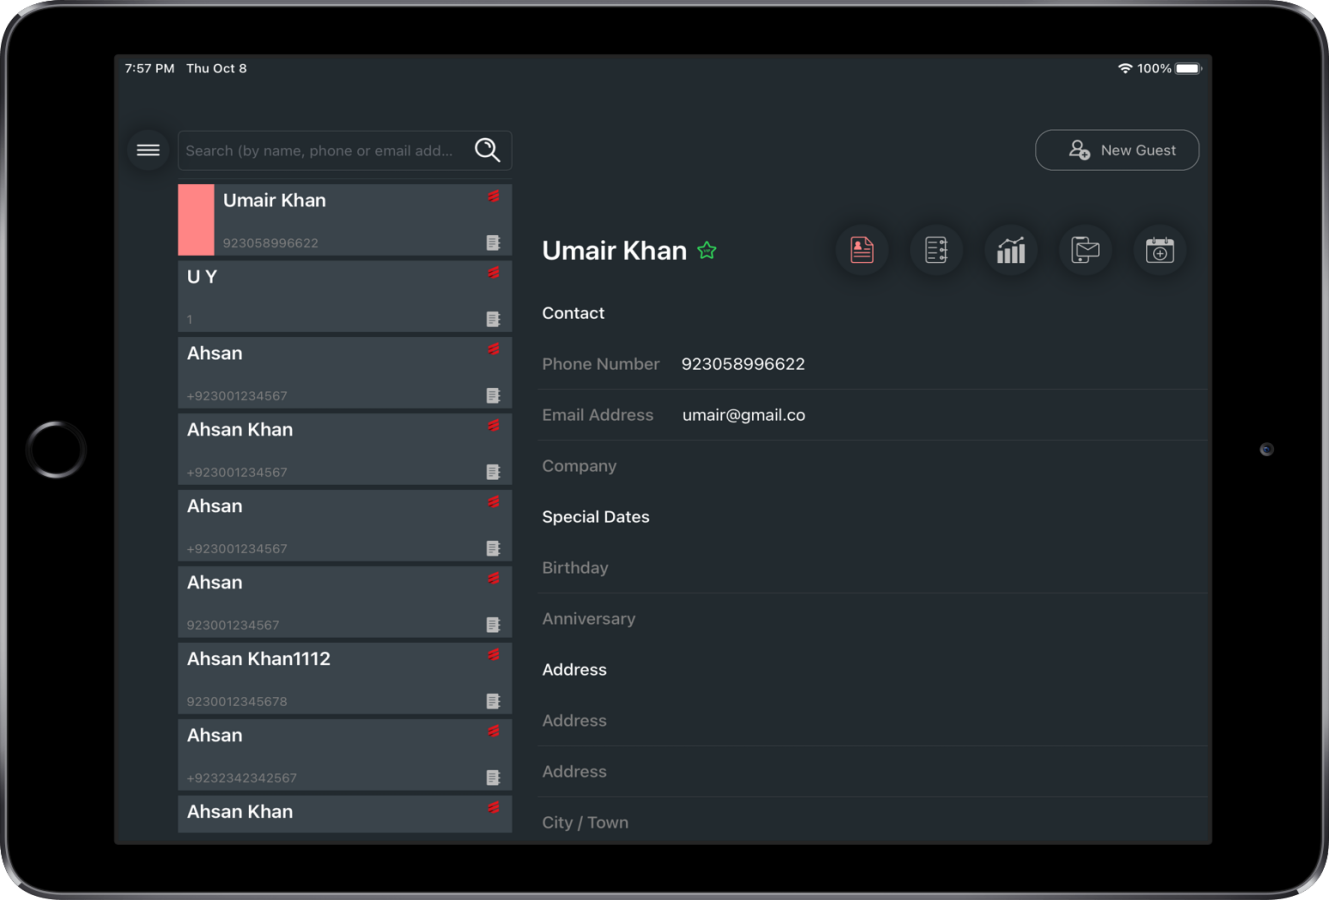 7:57 PM Thu Oct 8
100%
Search (by name, phone or email add...
New Guest
Umair Khan
923058996622
U Y
1
Ahsan
+923001234567
Ahsan Khan
+923001234567
Ahsan
+923001234567
Ahsan
923001234567
Ahsan Khan1112
9230012345678
Ahsan
+9232342342567
Ahsan Khan
Umair Khan
Contact
Phone Number 923058996622
Email Address umair@gmail.co
Company
Special Dates
Birthday
Anniversary
Address
Address
Address
City / Town